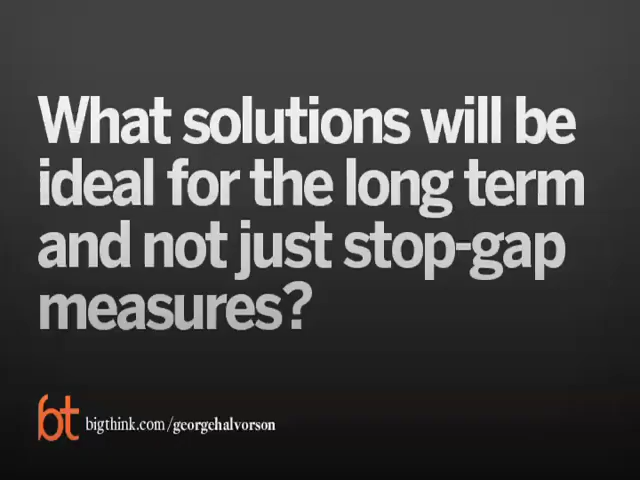 What solutions will be
ideal for the long term
and not just stop-gap
measures?
bt bigthink.com/georgehalvorson